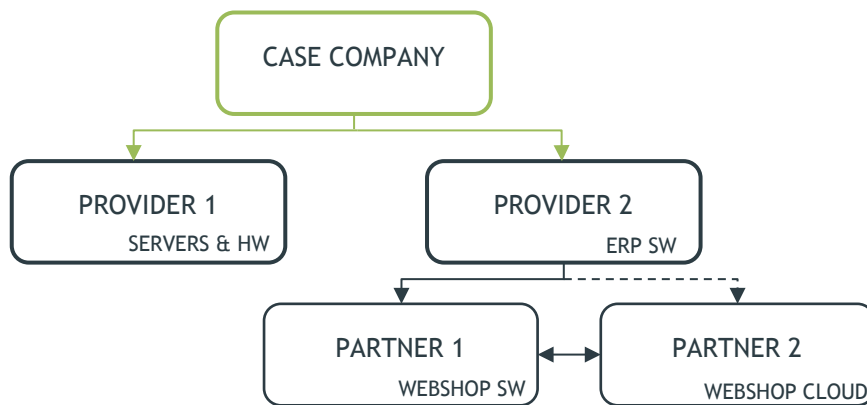 CASE COMPANY
PROVIDER 1
SERVERS & HW
PROVIDER 2
ERP SW
PARTNER 1
WEBSHOP SW
PARTNER 2
WEBSHOP CLOUD